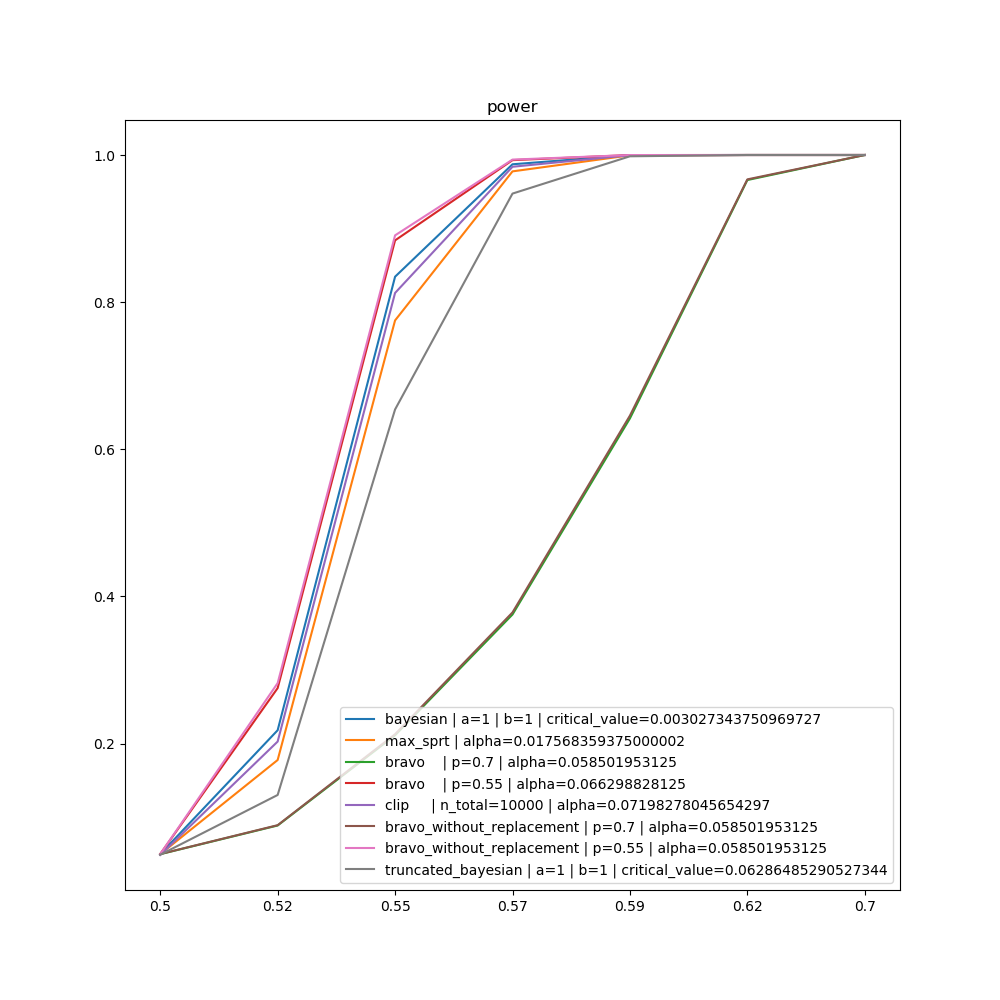 power
1.0
0.8
0.6
0.4
0.2
bayesian | a=1 | b=1 | critical_value=0.003027343750969727
max_sprt | alpha=0.017568359375000002
bravo    | p=0.7 | alpha=0.058501953125
bravo    | p=0.55 | alpha=0.066298828125
clip     | n_total=10000 | alpha=0.07198278045654297
bravo_without_replacement | p=0.7 | alpha=0.058501953125
bravo_without_replacement | p=0.55 | alpha=0.058501953125
truncated_bayesian | a=1 | b=1 | critical_value=0.06286485290527344
0.5 0.52 0.55 0.57 0.59 0.62 0.7